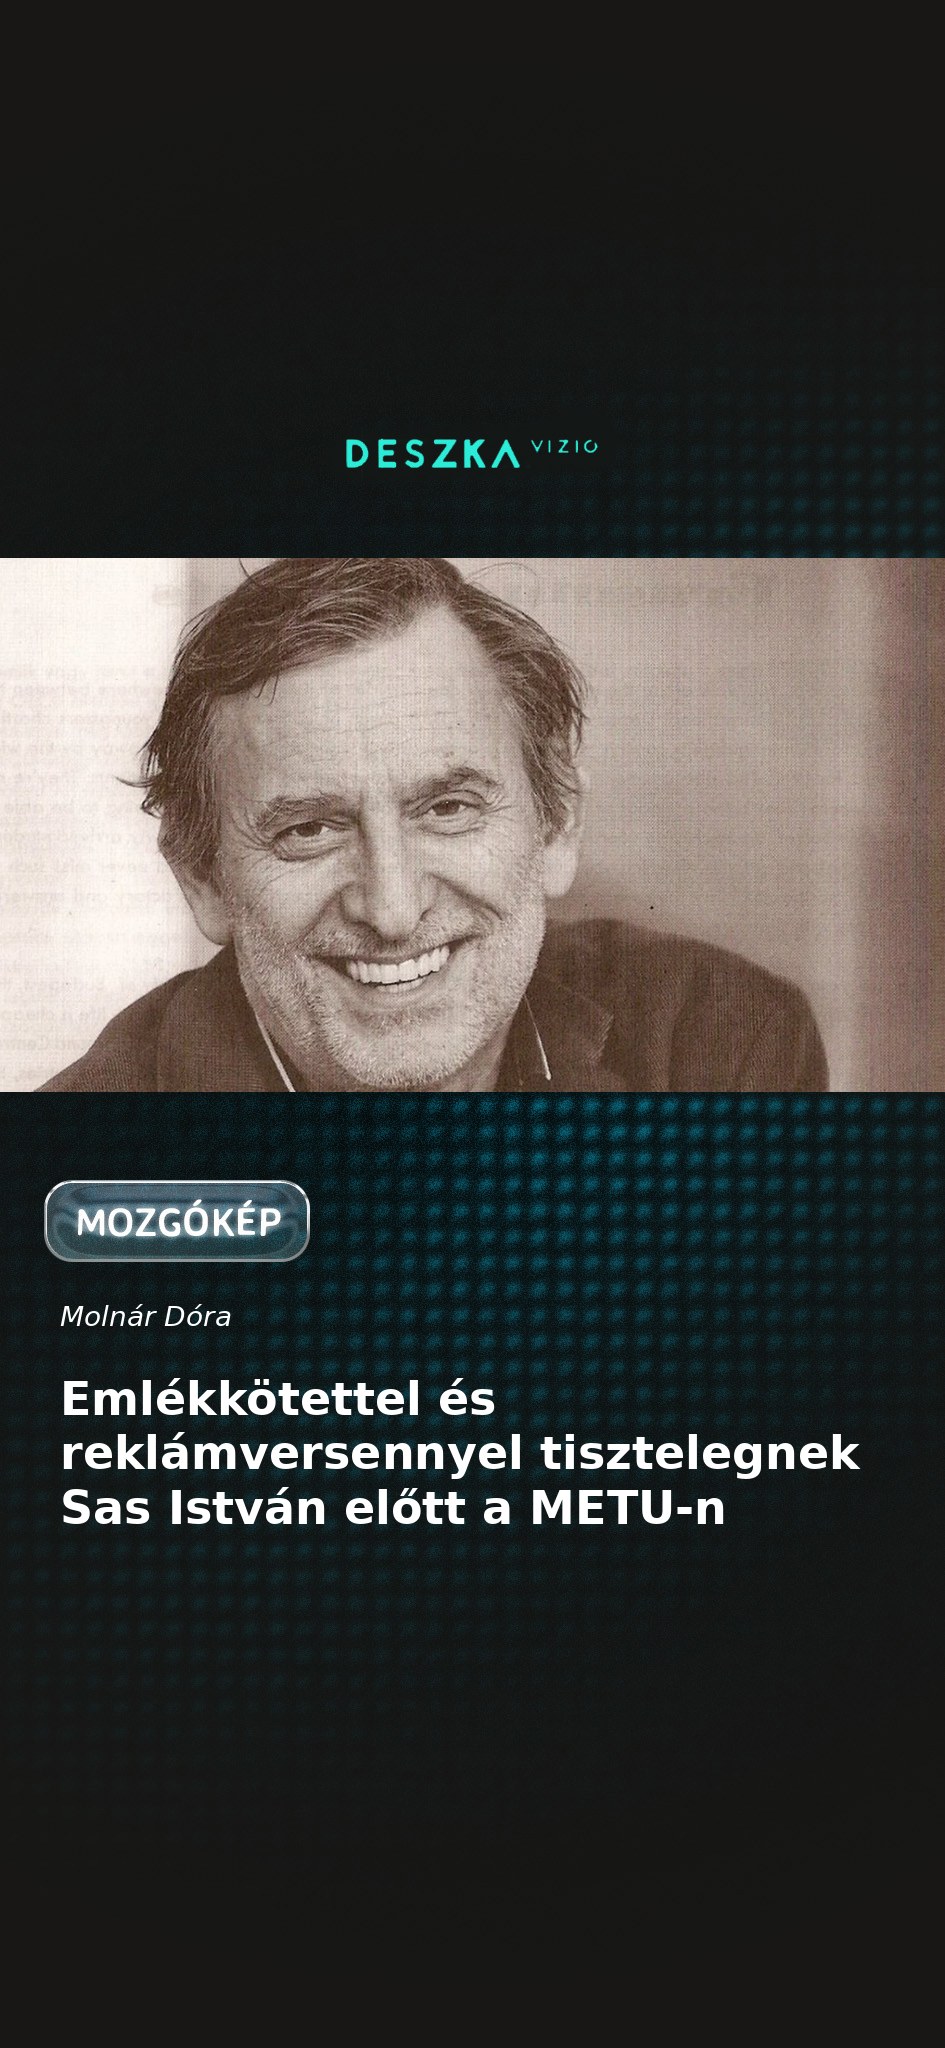 DESZKA VIZIO
MOZGÓKÉP
Molnár Dóra
Emlékkötettel és
reklámversennyel tisztelegnek
Sas István előtt a METU-n